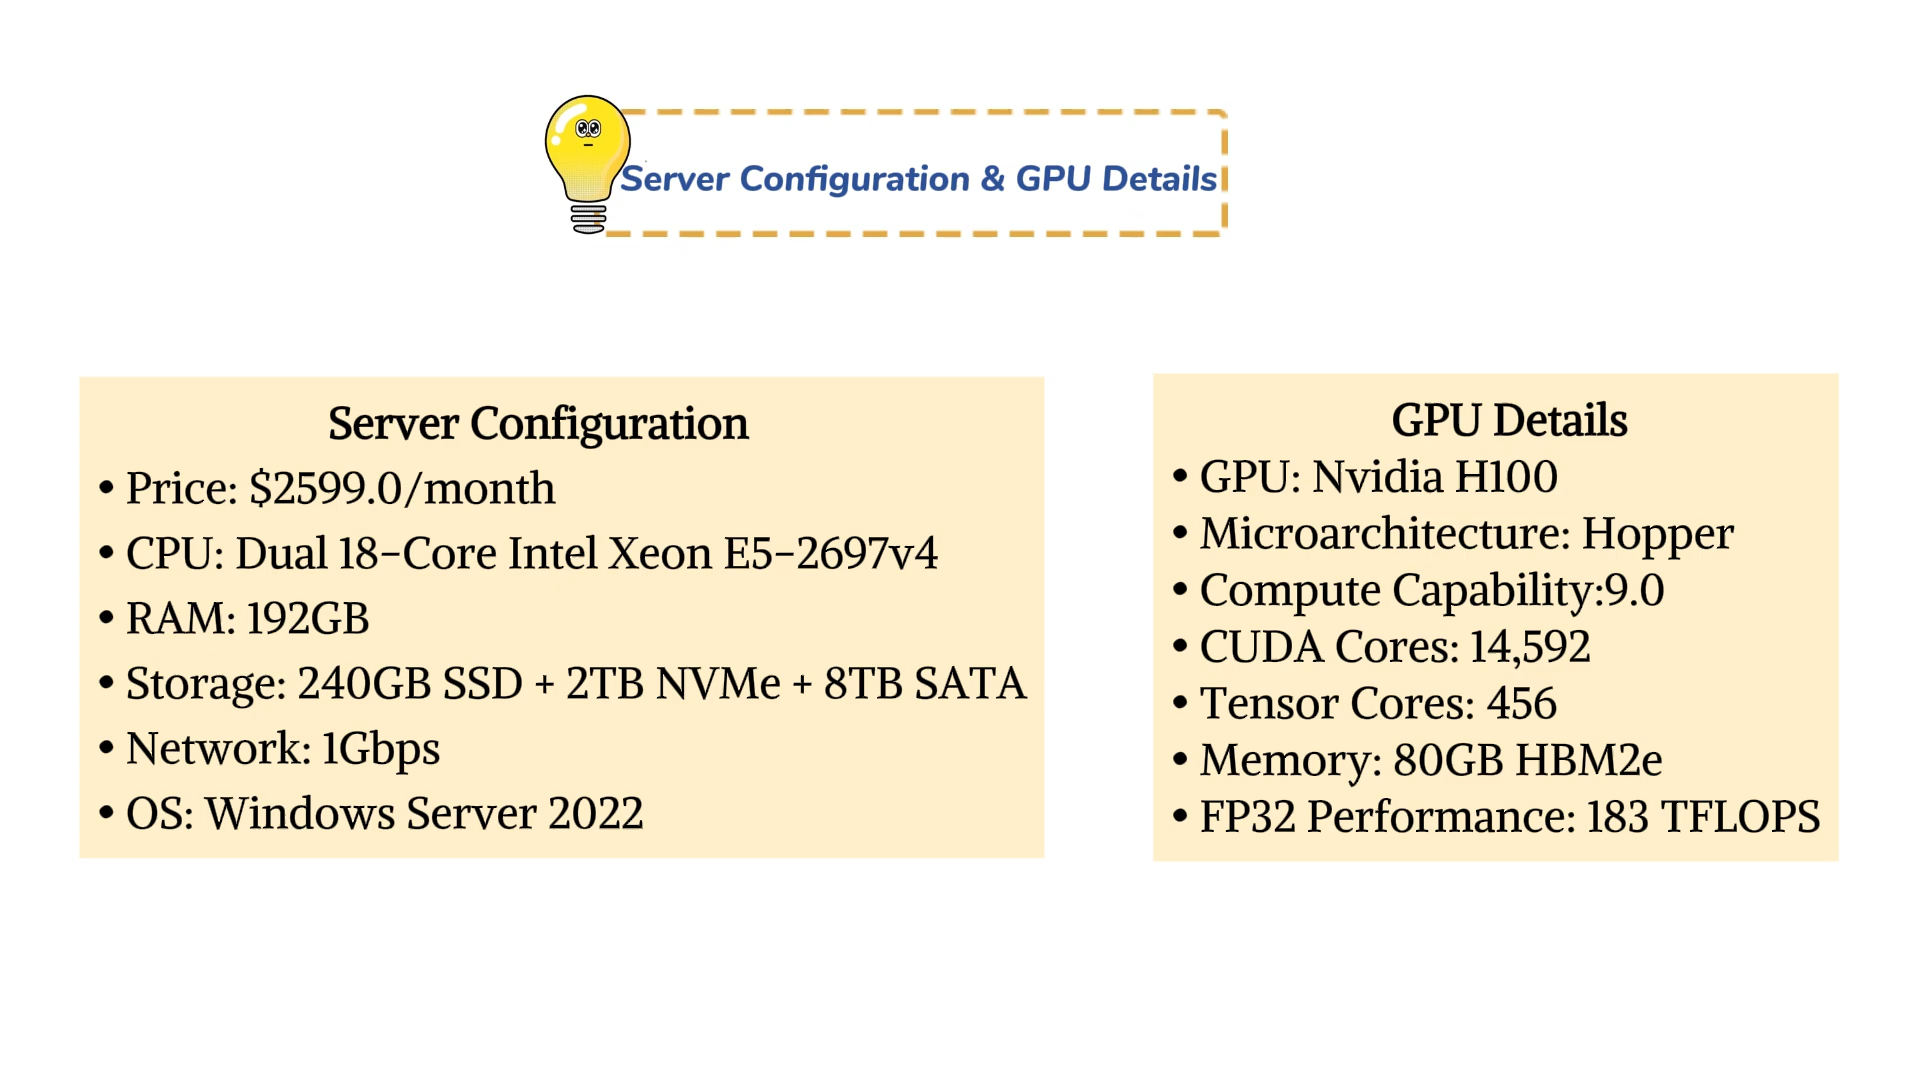 Server Configuration & GPU Details
Server Configuration
• Price: $2599.0/month
• CPU: Dual 18-Core Intel Xeon E5-2697v4
• RAM: 192GB
• Storage: 240GB SSD + 2TB NVMe + 8TB SATA
• Network: 1Gbps
• OS: Windows Server 2022
GPU Details
• GPU: Nvidia H100
• Microarchitecture: Hopper
• Compute Capability:9.0
• CUDA Cores: 14,592
• Tensor Cores: 456
• Memory: 80GB HBM2e
• FP32 Performance: 183 TFLOPS